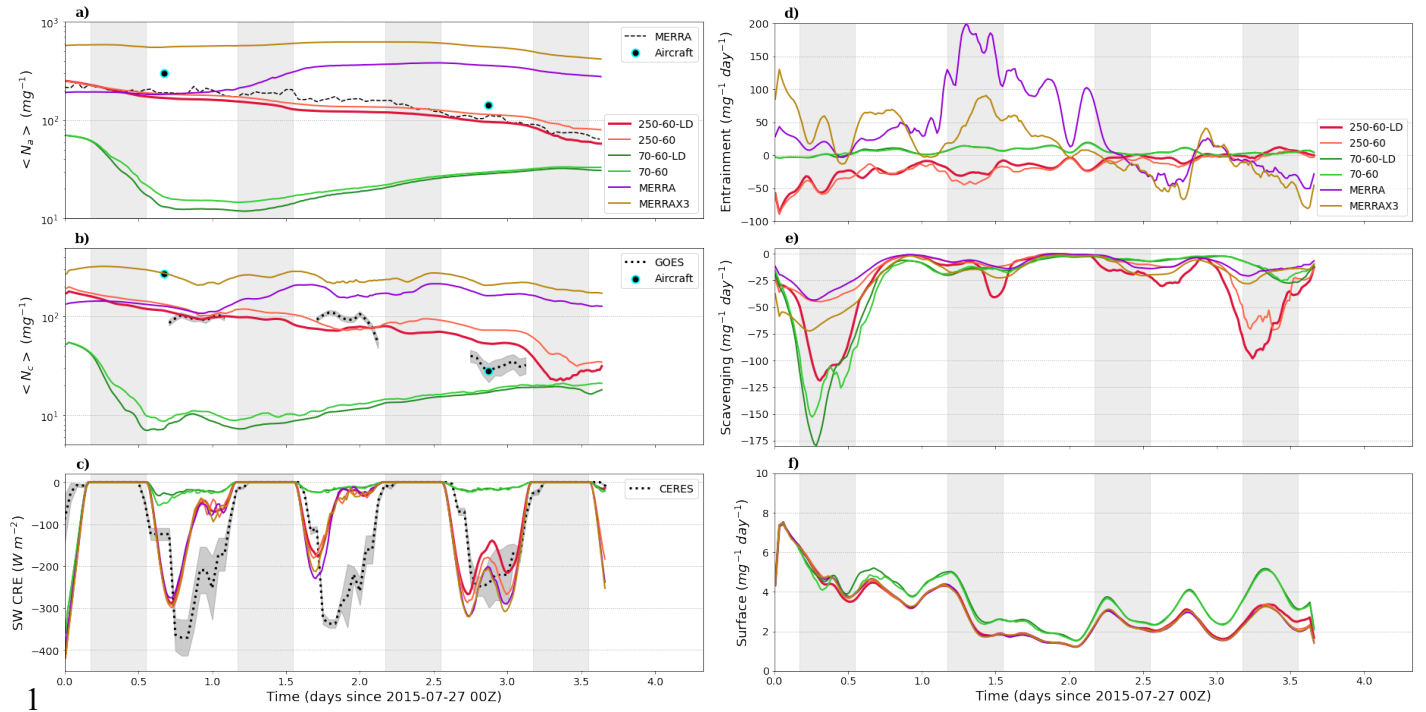 a)
10³
10²
10¹
< Nₐ > (mg⁻¹)
MERRA
Aircraft
250-60-LD
250-60
70-60-LD
70-60
MERRA
MERRAX3
b)
10²
10¹
< N_c > (mg⁻¹)
GOES
Aircraft
c)
0
−100
−200
−300
−400
SW CRE (W m⁻²)
CERES
0.0 0.5 1.0 1.5 2.0 2.5 3.0 3.5 4.0
Time (days since 2015-07-27 00Z)
1
d)
200
150
100
50
0
−50
−100
Entrainment (mg⁻¹ day⁻¹)
250-60-LD
250-60
70-60-LD
70-60
MERRA
MERRAX3
e)
0
−25
−50
−75
−100
−125
−150
−175
Scavenging (mg⁻¹ day⁻¹)
f)
10
8
6
4
2
0
Surface (mg⁻¹ day⁻¹)
0.0 0.5 1.0 1.5 2.0 2.5 3.0 3.5 4.0
Time (days since 2015-07-27 00Z)